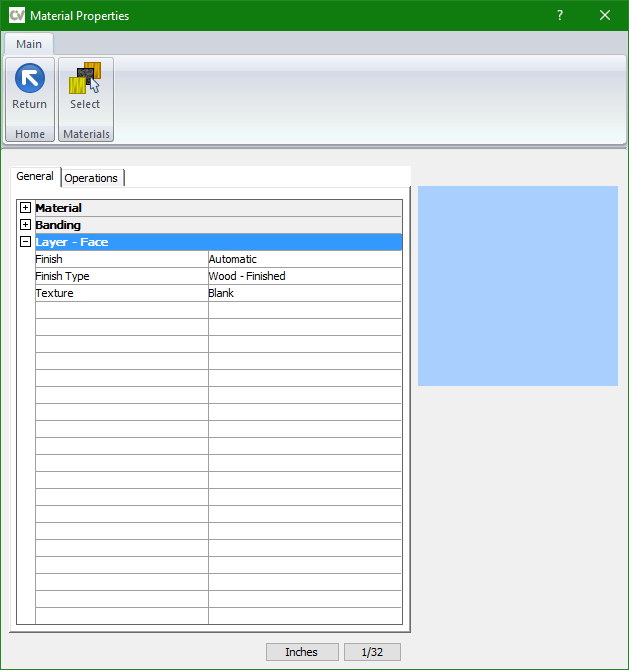 CV Material Properties ?
Main
Return Select
Home Materials
General Operations
Material
Banding
Layer - Face
Finish Automatic
Finish Type Wood - Finished
Texture Blank
Inches 1/32